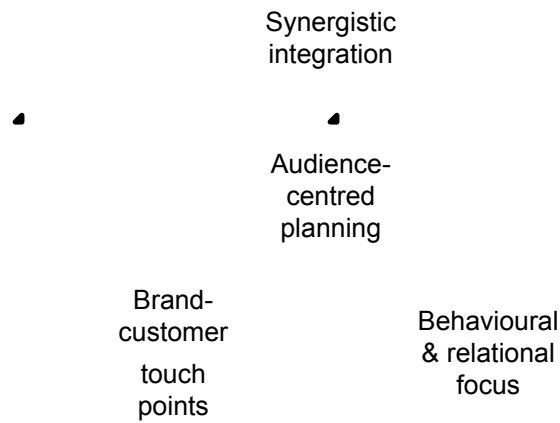 Synergistic
integration
Audience-
centred
planning
Brand-
customer
touch
points
Behavioural
& relational
focus